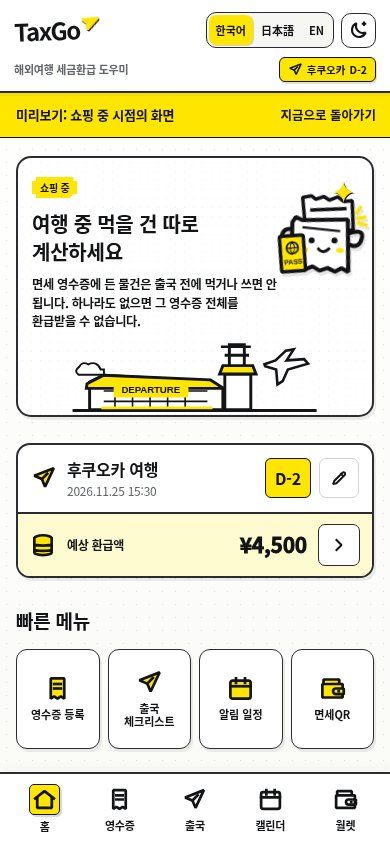 TaxGo
한국어 日本語 EN
해외여행 세금환급 도우미
후쿠오카 D-2
미리보기: 쇼핑 중 시점의 화면
지금으로 돌아가기
쇼핑 중
여행 중 먹을 건 따로
계산하세요
면세 영수증에 든 물건은 출국 전에 먹거나 쓰면 안
됩니다. 하나라도 없으면 그 영수증 전체를
환급받을 수 없습니다.
PASS
DEPARTURE
후쿠오카 여행
2026.11.25 15:30
D-2
예상 환급액
¥4,500
빠른 메뉴
영수증 등록
출국
체크리스트
알림 일정
면세QR
홈
영수증
출국
캘린더
월렛